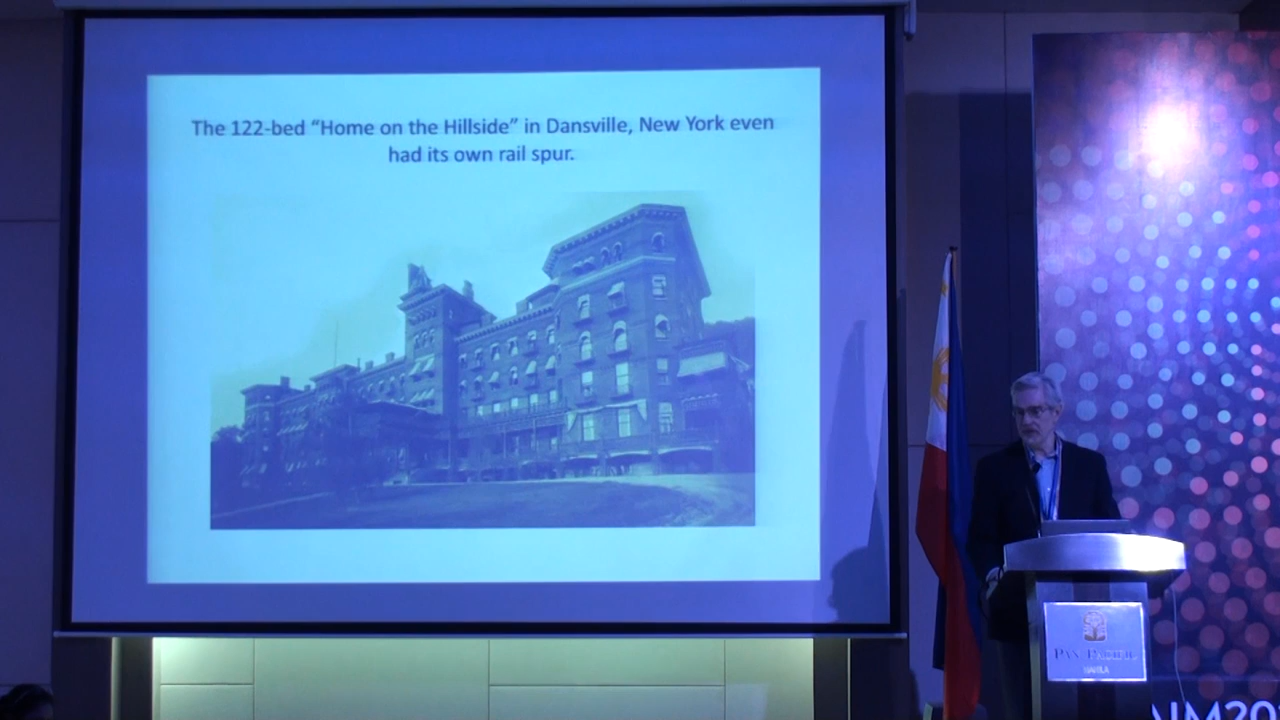 The 122-bed “Home on the Hillside” in Dansville, New York even
had its own rail spur.
PAN PACIFIC
MANILA